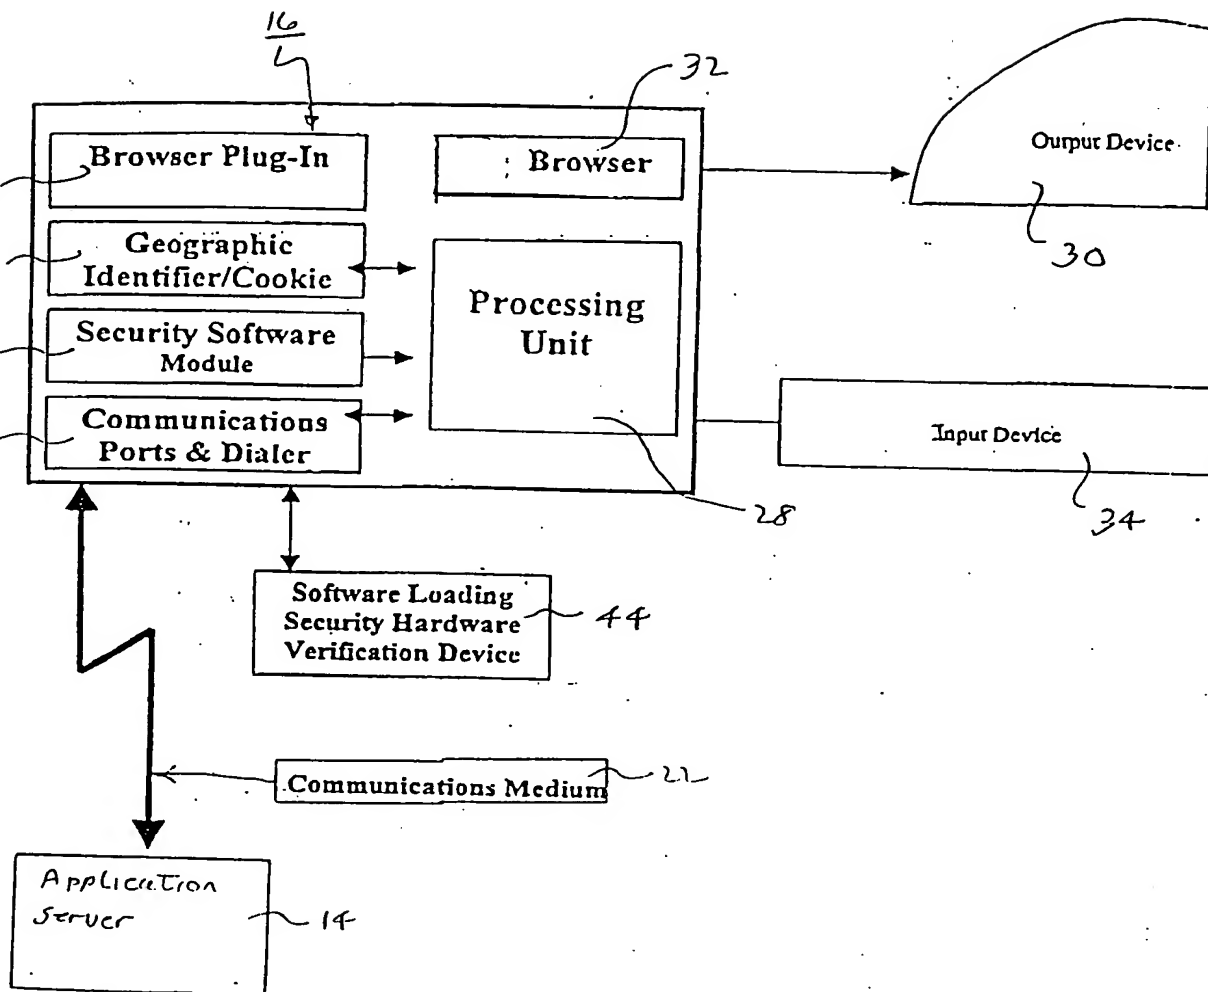 16
32
Browser Plug-In
Browser
Output Device
30
Geographic
Identifier/Cookie
Processing
Unit
Security Software
Module
Communications
Ports & Dialer
Input Device
34
28
Software Loading
Security Hardware
Verification Device
44
Communications Medium
22
Application
Server
14